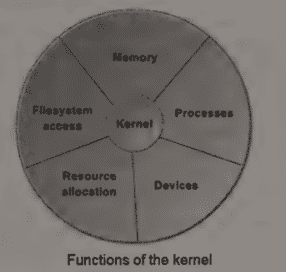 Memory
Filesystem
access
Kernel
Processes
Resource
allocation
Devices
Functions of the kernel